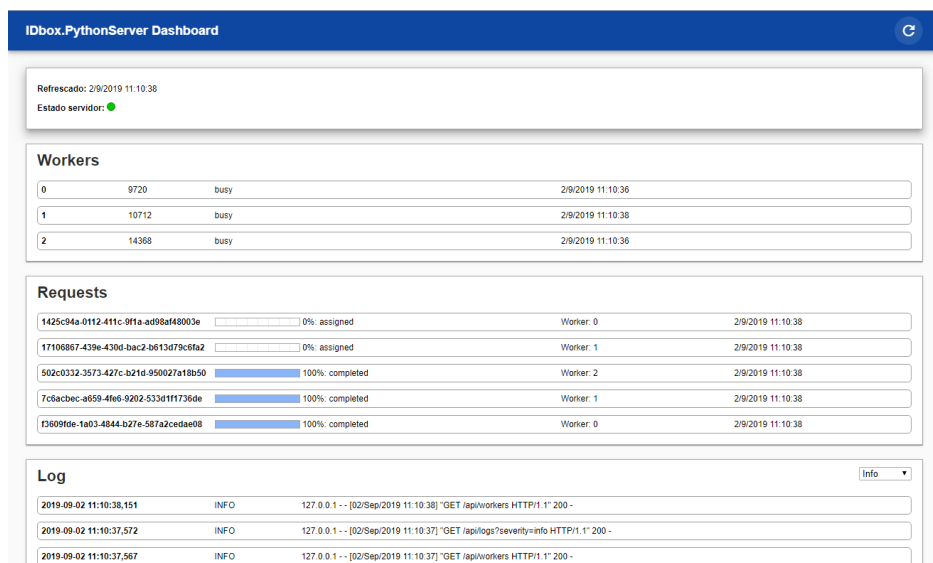 IDbox.PythonServer Dashboard
Refrescado: 2/9/2019 11:10:38
Estado servidor:
Workers
0 9720 busy 2/9/2019 11:10:36
1 10712 busy 2/9/2019 11:10:38
2 14368 busy 2/9/2019 11:10:36
Requests
1425c94a-0112-411c-9f1a-ad98af48003e 0%: assigned Worker: 0 2/9/2019 11:10:38
17106867-439e-430d-bac2-b613d79c6fa2 0%: assigned Worker: 1 2/9/2019 11:10:38
502c0332-3573-427c-b21d-950027a18b50 100%: completed Worker: 2 2/9/2019 11:10:38
7c6acbec-a659-4fe6-9202-533d1f1736de 100%: completed Worker: 1 2/9/2019 11:10:38
f3609fde-1a03-4844-b27e-587a2cedae08 100%: completed Worker: 0 2/9/2019 11:10:38
Log Info
2019-09-02 11:10:38,151 INFO 127.0.0.1 - - [02/Sep/2019 11:10:38] "GET /api/workers HTTP/1.1" 200 -
2019-09-02 11:10:37,572 INFO 127.0.0.1 - - [02/Sep/2019 11:10:37] "GET /api/logs?severity=info HTTP/1.1" 200 -
2019-09-02 11:10:37,567 INFO 127.0.0.1 - - [02/Sep/2019 11:10:37] "GET /api/workers HTTP/1.1" 200 -